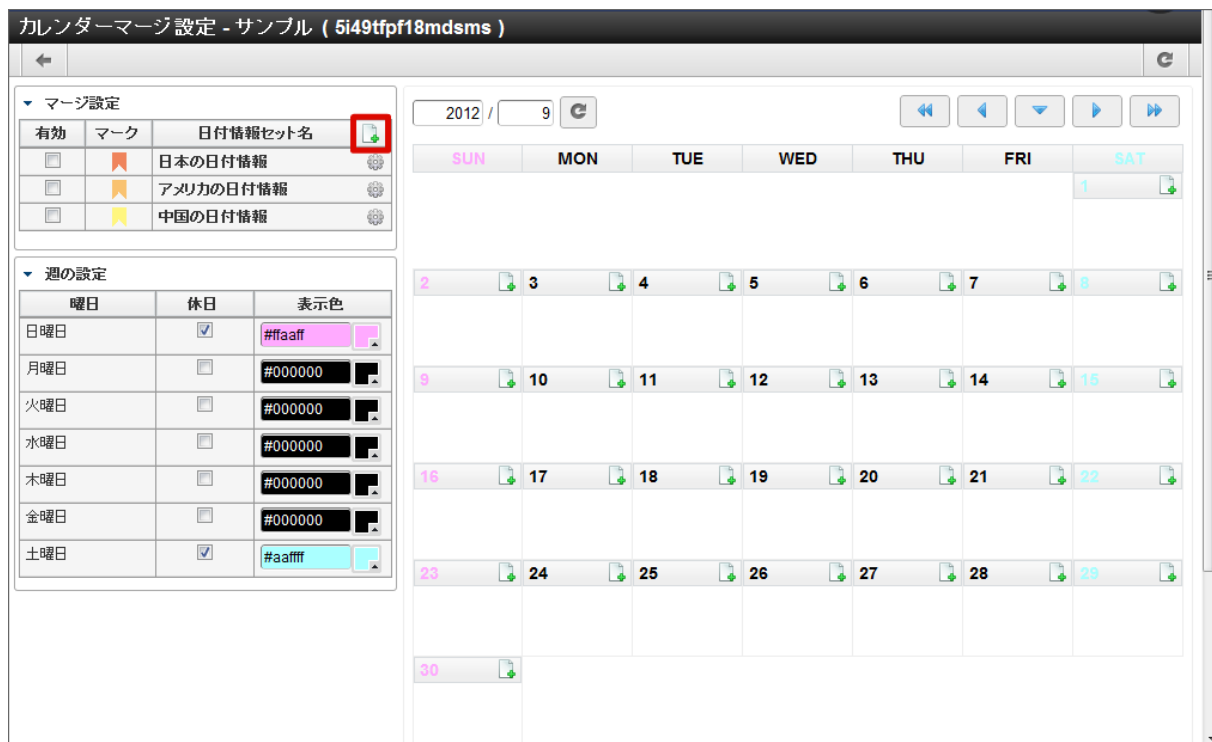 カレンダーマージ設定 - サンプル ( 5i49tfpf18mdsms )
マージ設定
有効 マーク 日付情報セット名
日本の日付情報
アメリカの日付情報
中国の日付情報
週の設定
曜日 休日 表示色
日曜日 #ffaaff
月曜日 #000000
火曜日 #000000
水曜日 #000000
木曜日 #000000
金曜日 #000000
土曜日 #aaffff
2012 / 9
SUN MON TUE WED THU FRI SAT
1
2 3 4 5 6 7 8
9 10 11 12 13 14 15
16 17 18 19 20 21 22
23 24 25 26 27 28 29
30